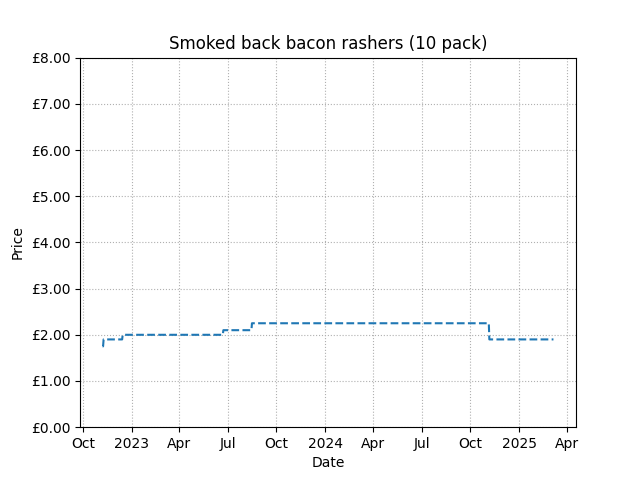 Smoked back bacon rashers (10 pack)
£8.00
£7.00
£6.00
£5.00
£4.00
£3.00
£2.00
£1.00
£0.00
Price
Oct 2023 Apr Jul Oct 2024 Apr Jul Oct 2025 Apr
Date